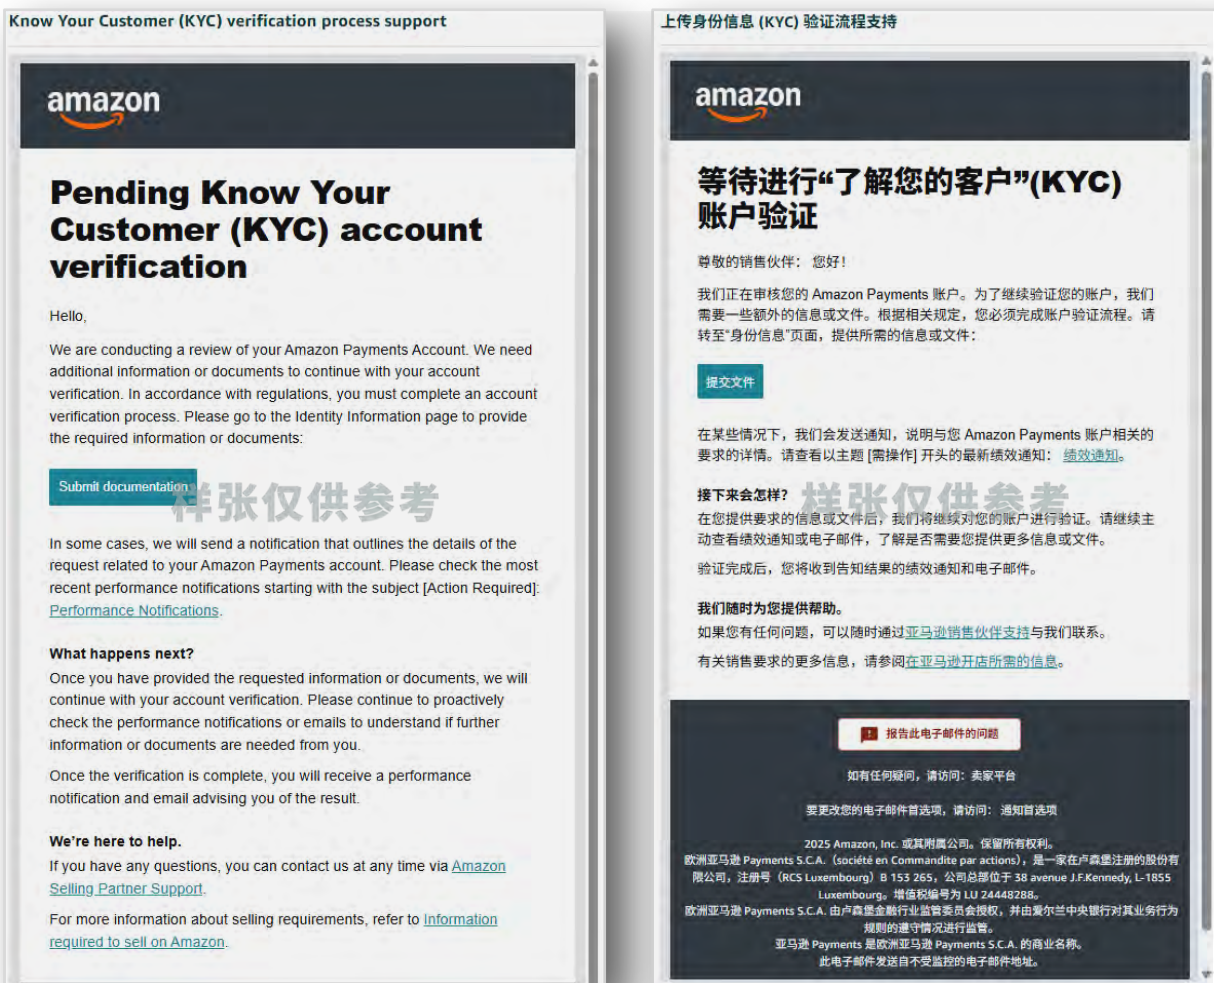 Know Your Customer (KYC) verification process support
amazon
Pending Know Your
Customer (KYC) account
verification
Hello,
We are conducting a review of your Amazon Payments Account. We need
additional information or documents to continue with your account
verification. In accordance with regulations, you must complete an account
verification process. Please go to the Identity Information page to provide
the required information or documents:
Submit documentation
样张仅供参考
In some cases, we will send a notification that outlines the details of the
request related to your Amazon Payments account. Please check the most
recent performance notifications starting with the subject [Action Required]:
Performance Notifications.
What happens next?
Once you have provided the requested information or documents, we will
continue with your account verification. Please continue to proactively
check the performance notifications or emails to understand if further
information or documents are needed from you.
Once the verification is complete, you will receive a performance
notification and email advising you of the result.
We're here to help.
If you have any questions, you can contact us at any time via Amazon
Selling Partner Support.
For more information about selling requirements, refer to Information
required to sell on Amazon.
上传身份信息 (KYC) 验证流程支持
amazon
等待进行“了解您的客户”(KYC)
账户验证
尊敬的销售伙伴： 您好！
我们正在审核您的 Amazon Payments 账户。为了继续验证您的账户，我们
需要一些额外的信息或文件。根据相关规定，您必须完成账户验证流程。请
转至“身份信息”页面，提供所需的信息或文件：
提交文件
在某些情况下，我们会发送通知，说明与您 Amazon Payments 账户相关的
要求的详情。请查看以主题 [需操作] 开头的最新绩效通知： 绩效通知。
接下来会怎样？
样张仅供参考
在您提供要求的信息或文件后，我们将继续对您的账户进行验证。请继续主
动查看绩效通知或电子邮件，了解是否需要您提供更多信息或文件。
验证完成后，您将收到告知结果的绩效通知和电子邮件。
我们随时为您提供帮助。
如果您有任何问题，可以随时通过亚马逊销售伙伴支持与我们联系。
有关销售要求的更多信息，请参阅在亚马逊开店所需的信息。
报告此电子邮件的问题
如有任何疑问，请访问：卖家平台
要更改您的电子邮件首选项，请访问： 通知首选项
2025 Amazon, Inc. 或其附属公司。保留所有权利。
欧洲亚马逊 Payments S.C.A.（société en Commandite par actions），是一家在卢森堡注册的股份有
限公司，注册号（RCS Luxembourg）B 153 265，公司总部位于 38 avenue J.F.Kennedy, L-1855
Luxembourg。增值税编号为 LU 24448288。
欧洲亚马逊 Payments S.C.A. 由卢森堡金融行业监管委员会授权，并由爱尔兰中央银行对其业务行为
规则的遵守情况进行监管。
亚马逊 Payments 是欧洲亚马逊 Payments S.C.A. 的商业名称。
此电子邮件发送自不受监控的电子邮件地址。